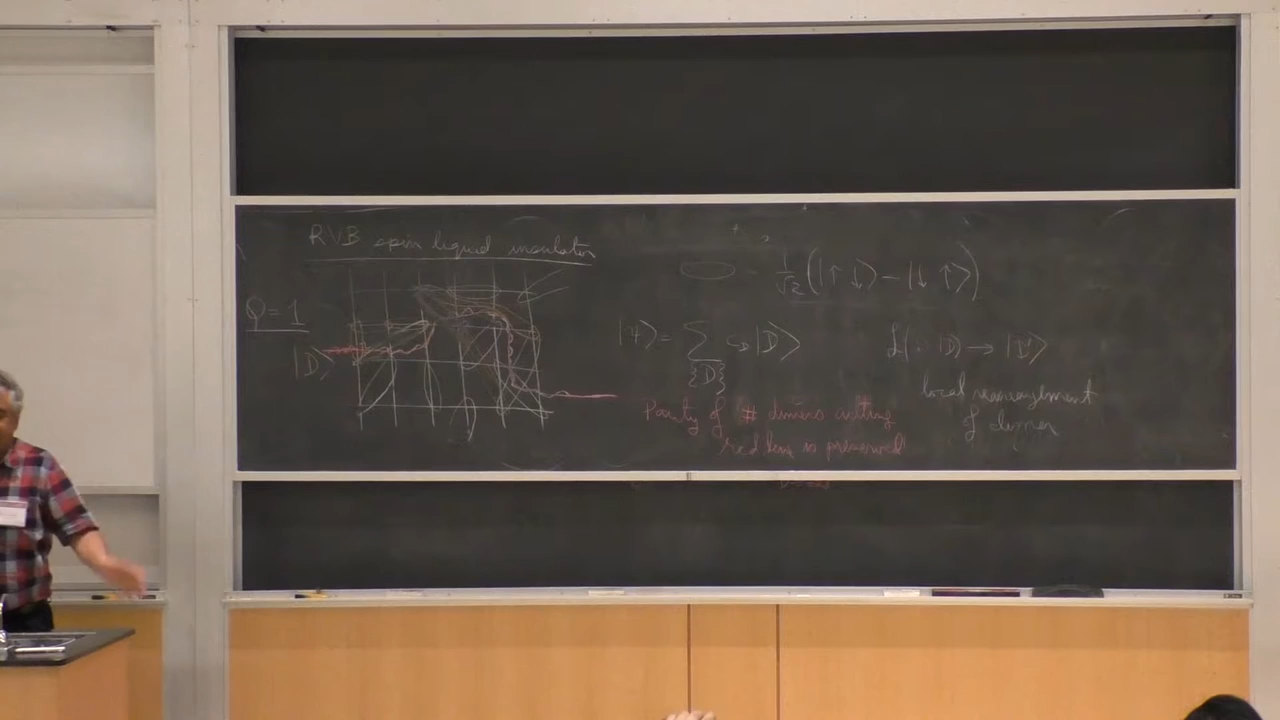 RVB spin liquid insulator
Q = 1
|D⟩
1/√2 (|↑↓⟩ − |↓↑⟩)
|Ψ⟩ = Σ_{D} c_D |D⟩
|D⟩ → |D'⟩
local rearrangement
of dimer
Parity of # dimers cutting
red line is preserved